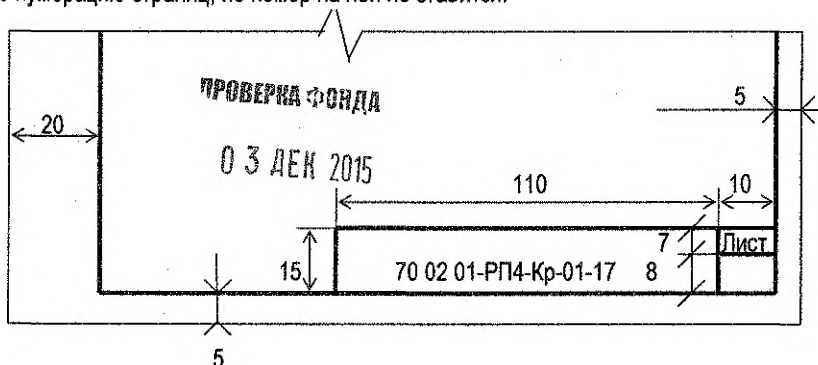 нумерацию страниц, но номер на ней не ставится.
ПРОВЕРКА ФОНДА
5
20
03 ДЕК 2015
110
10
7
Лист
15
70 02 01-РП4-Кр-01-17
8
5